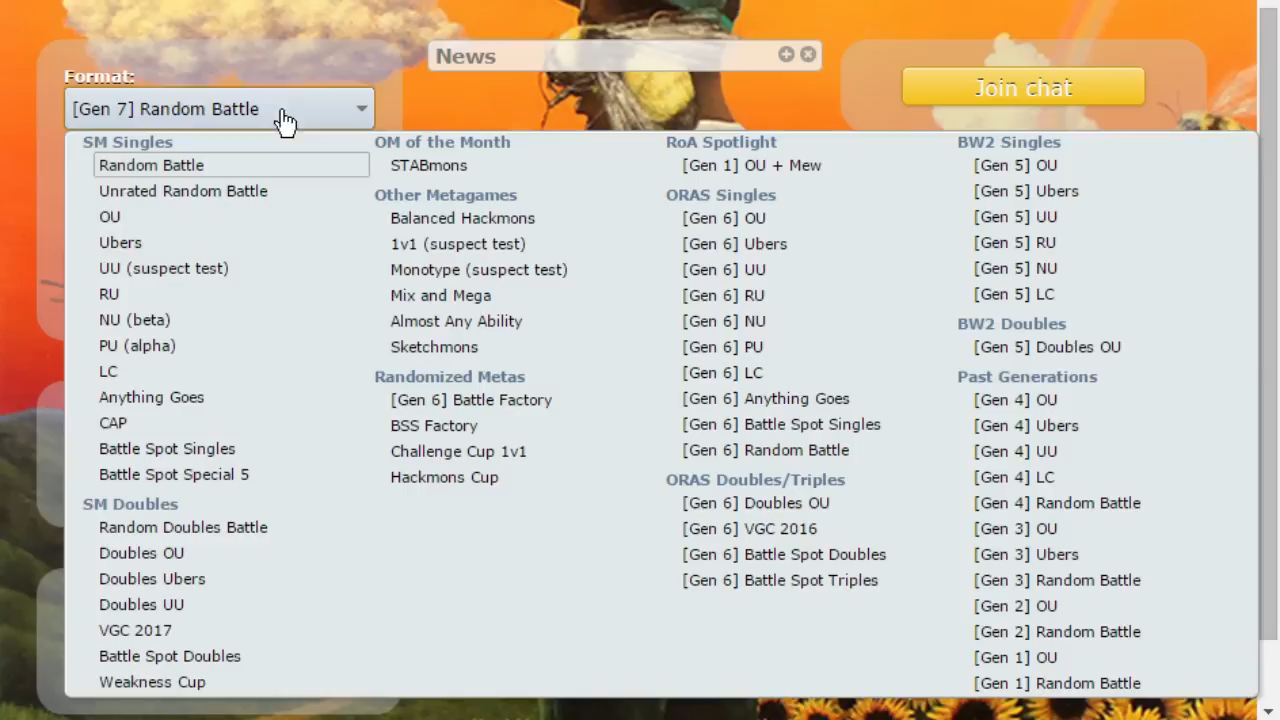 News
Join chat
Format:
[Gen 7] Random Battle
SM Singles
Random Battle
Unrated Random Battle
OU
Ubers
UU (suspect test)
RU
NU (beta)
PU (alpha)
LC
Anything Goes
CAP
Battle Spot Singles
Battle Spot Special 5
SM Doubles
Random Doubles Battle
Doubles OU
Doubles Ubers
Doubles UU
VGC 2017
Battle Spot Doubles
Weakness Cup
OM of the Month
STABmons
Other Metagames
Balanced Hackmons
1v1 (suspect test)
Monotype (suspect test)
Mix and Mega
Almost Any Ability
Sketchmons
Randomized Metas
[Gen 6] Battle Factory
BSS Factory
Challenge Cup 1v1
Hackmons Cup
RoA Spotlight
[Gen 1] OU + Mew
ORAS Singles
[Gen 6] OU
[Gen 6] Ubers
[Gen 6] UU
[Gen 6] RU
[Gen 6] NU
[Gen 6] PU
[Gen 6] LC
[Gen 6] Anything Goes
[Gen 6] Battle Spot Singles
[Gen 6] Random Battle
ORAS Doubles/Triples
[Gen 6] Doubles OU
[Gen 6] VGC 2016
[Gen 6] Battle Spot Doubles
[Gen 6] Battle Spot Triples
BW2 Singles
[Gen 5] OU
[Gen 5] Ubers
[Gen 5] UU
[Gen 5] RU
[Gen 5] NU
[Gen 5] LC
BW2 Doubles
[Gen 5] Doubles OU
Past Generations
[Gen 4] OU
[Gen 4] Ubers
[Gen 4] UU
[Gen 4] LC
[Gen 4] Random Battle
[Gen 3] OU
[Gen 3] Ubers
[Gen 3] Random Battle
[Gen 2] OU
[Gen 2] Random Battle
[Gen 1] OU
[Gen 1] Random Battle